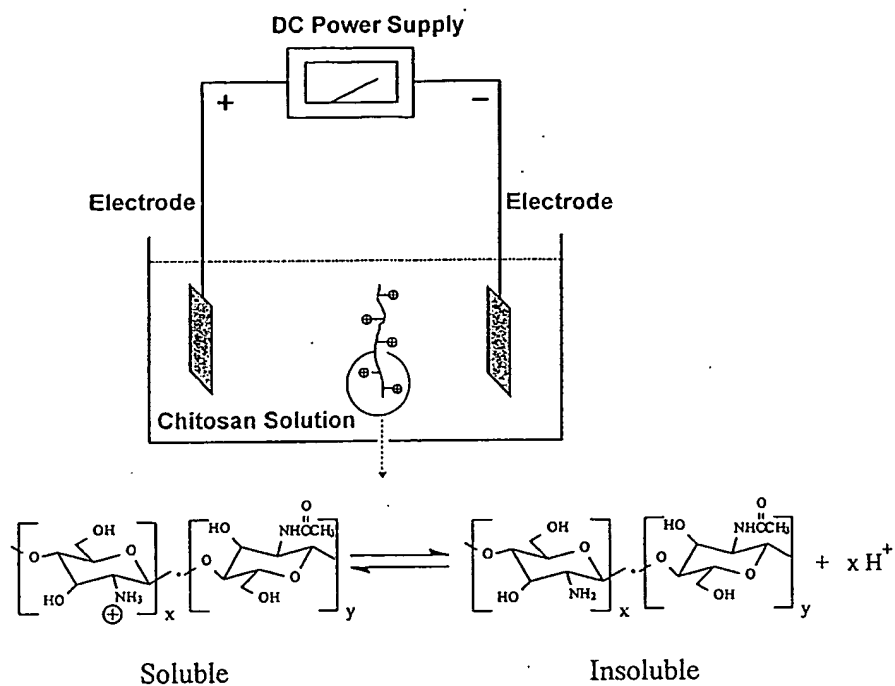 DC Power Supply
+
−
Electrode
Electrode
⊕
⊕
⊕
⊕
⊕
Chitosan Solution
O
NHCCH₃
HO
OH
O
O
O
O
HO
NH₃
⊕
x
OH
y
O
NHCCH₃
HO
OH
O
O
O
O
HO
NH₂
x
OH
y
+ x H⁺
Soluble
Insoluble